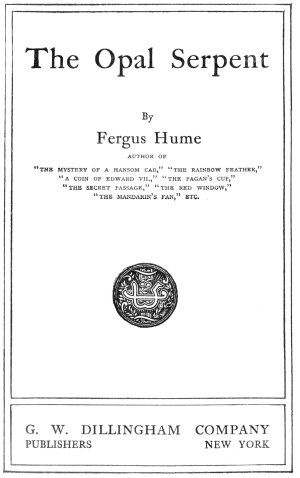 The Opal Serpent
By
Fergus Hume
AUTHOR OF
"THE MYSTERY OF A HANSOM CAB," "THE RAINBOW FEATHER,"
"A COIN OF EDWARD VII.," "THE PAGAN'S CUP,"
"THE SECRET PASSAGE," "THE RED WINDOW,"
"THE MANDARIN'S FAN," ETC.
G. W. DILLINGHAM COMPANY
PUBLISHERS NEW YORK